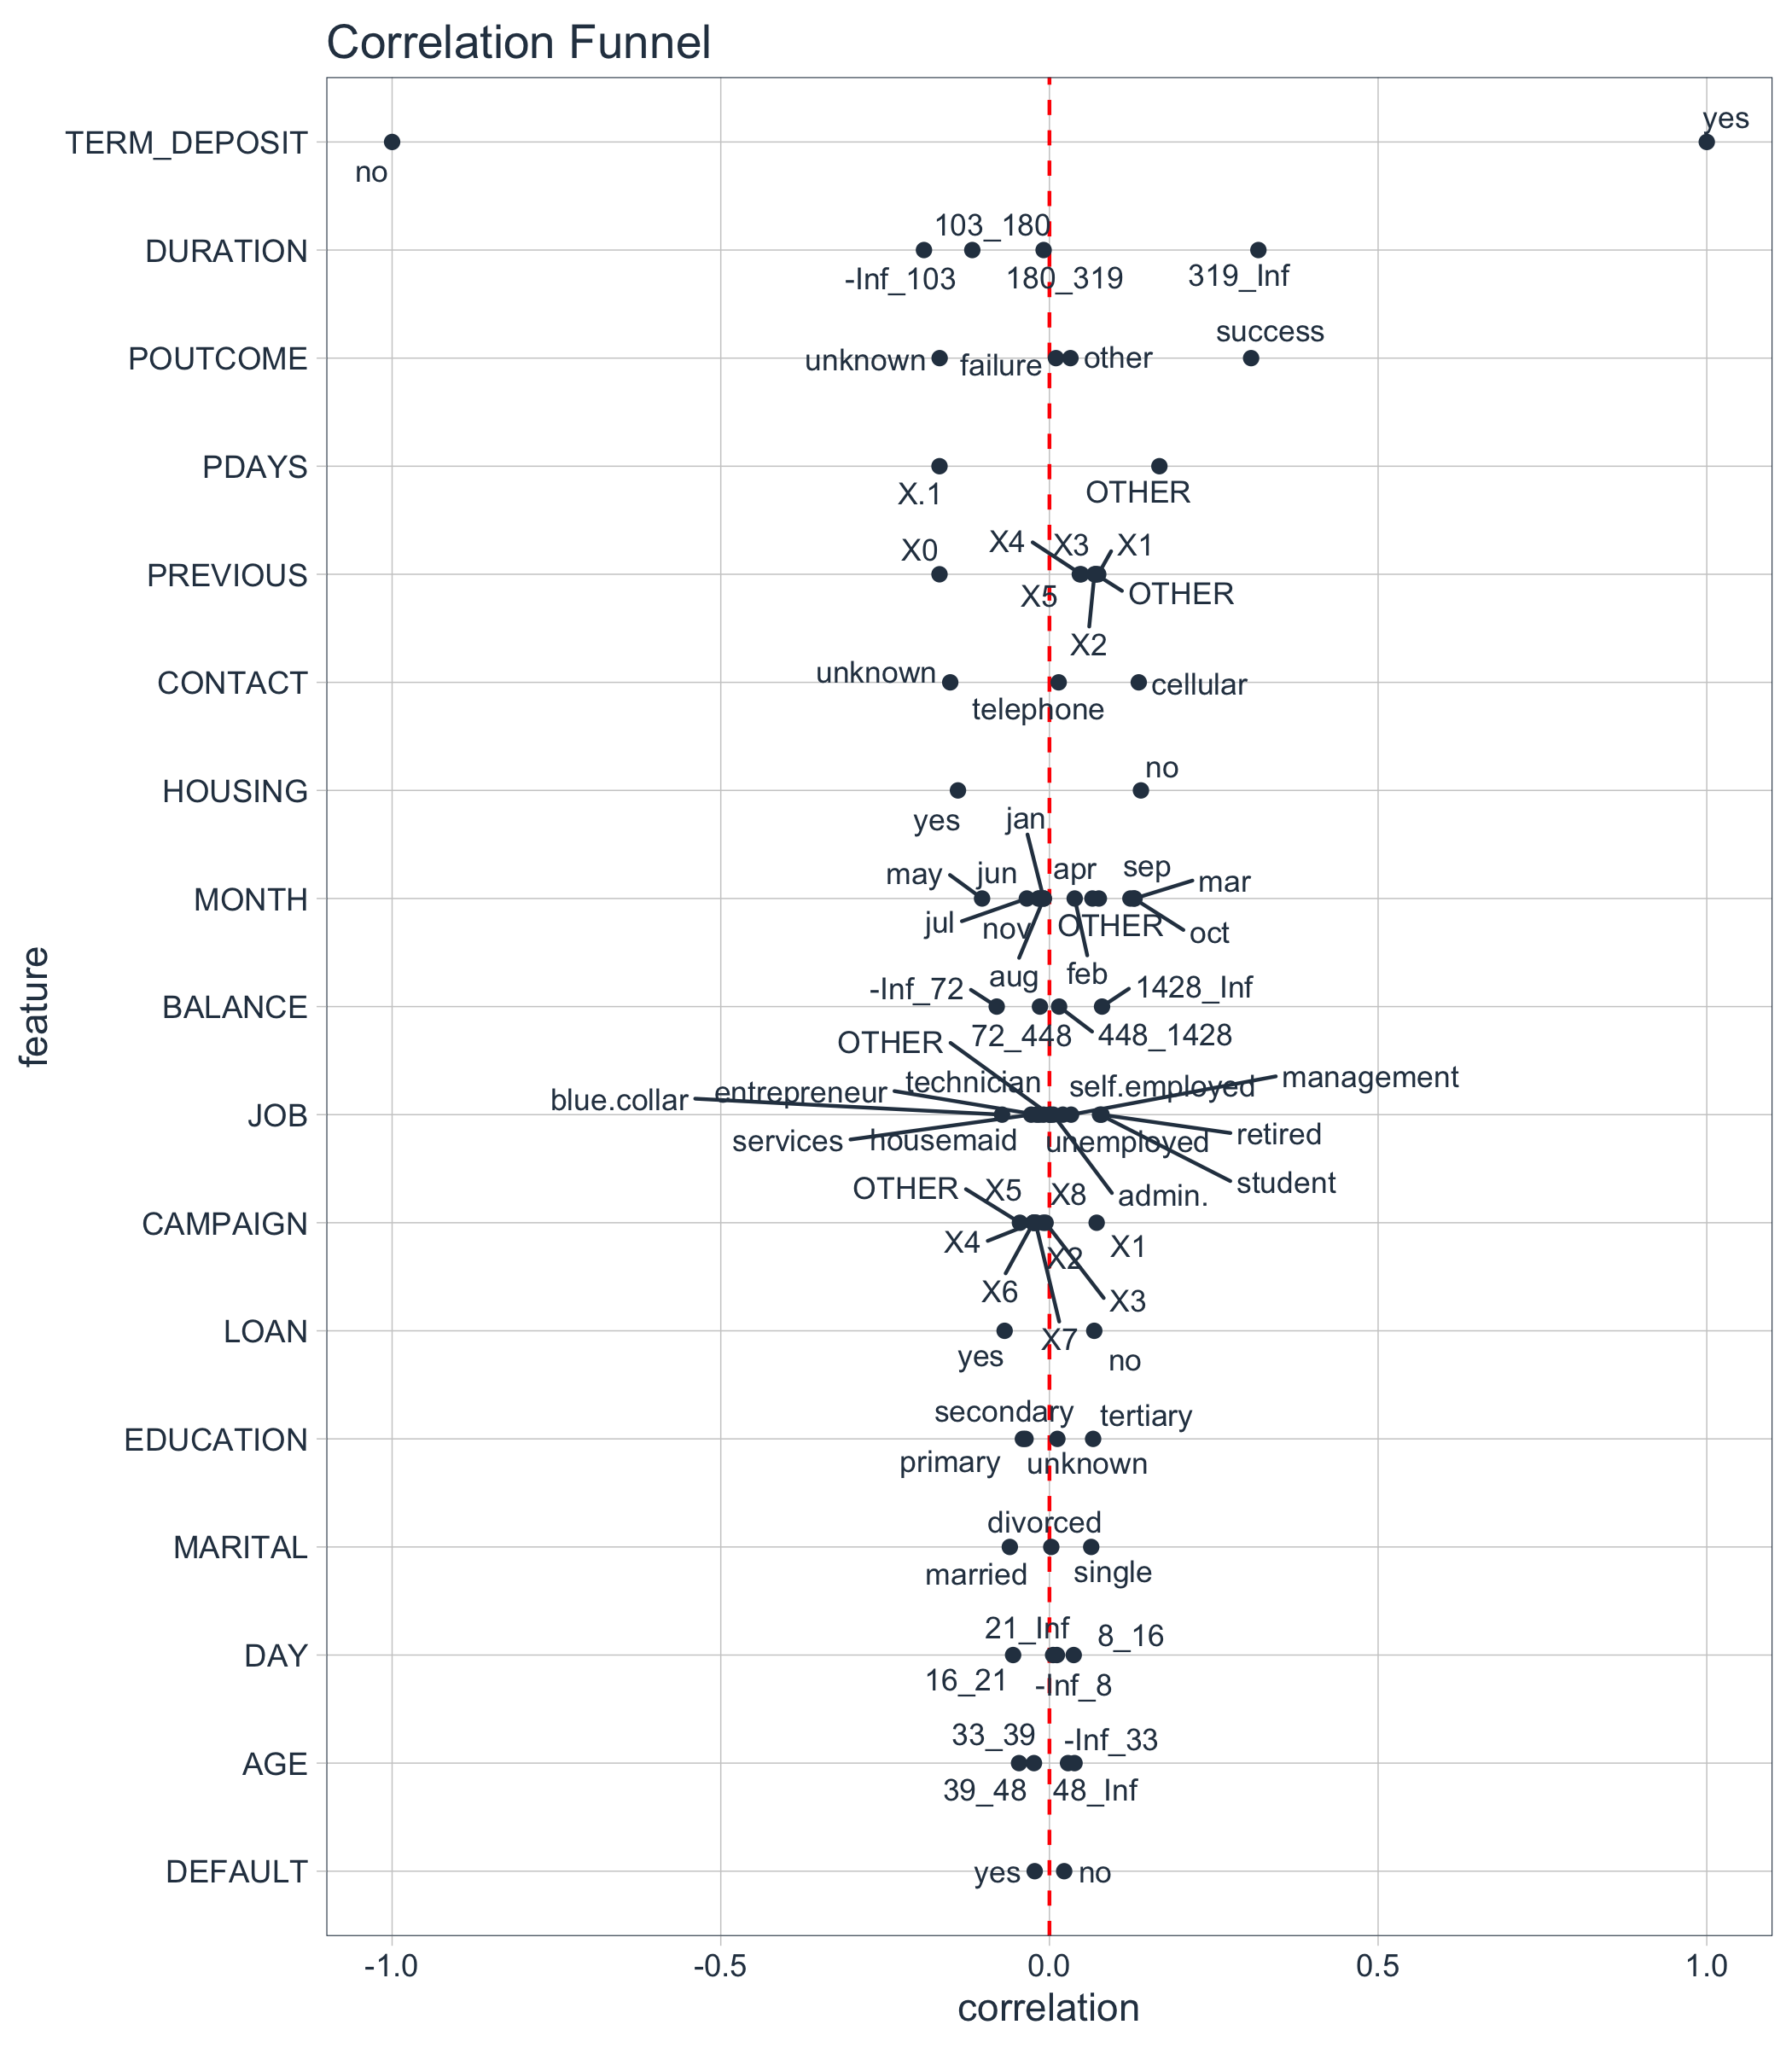 Correlation Funnel
yes
TERM_DEPOSIT
no
103_180
DURATION
-Inf_103
180_319
319_Inf
success
POUTCOME
unknown
failure
other
PDAYS
X.1
OTHER
X0
X4
X3
X1
PREVIOUS
X5
OTHER
X2
unknown
CONTACT
cellular
telephone
no
HOUSING
yes
jan
may
jun
apr
sep
mar
MONTH
jul
nov
OTHER
oct
aug
feb
-Inf_72
1428_Inf
BALANCE
72_448
448_1428
OTHER
blue.collar
entrepreneur
technician
self.employed
management
JOB
services
housemaid
unemployed
retired
student
admin.
OTHER
X5
X8
CAMPAIGN
X4
X2
X1
X6
X3
X7
LOAN
yes
no
secondary
tertiary
EDUCATION
primary
unknown
divorced
MARITAL
married
single
21_Inf
8_16
DAY
16_21
-Inf_8
33_39
-Inf_33
AGE
39_48
48_Inf
DEFAULT
yes
no
feature
-1.0
-0.5
0.0
0.5
1.0
correlation